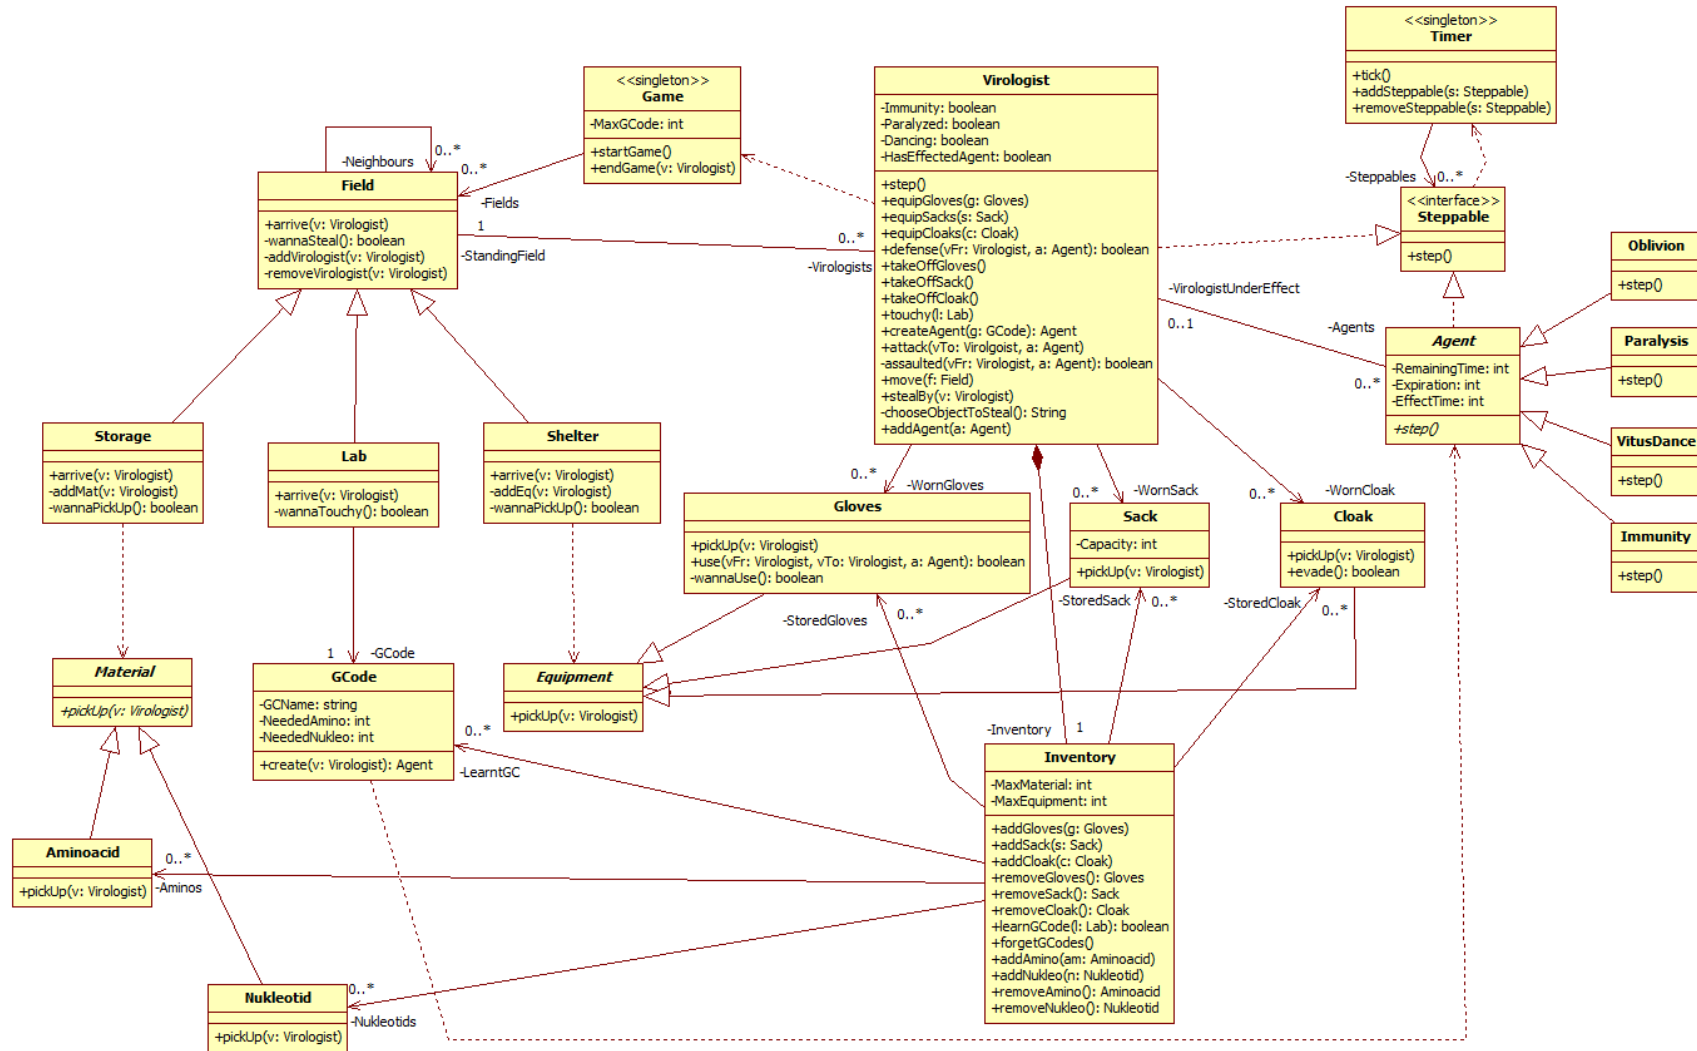 <<singleton>>
Timer
+tick()
+addSteppable(s: Steppable)
+removeSteppable(s: Steppable)
<<singleton>>
Game
-MaxGCode: int
+startGame()
+endGame(v: Virologist)
Virologist
-Immunity: boolean
-Paralyzed: boolean
-Dancing: boolean
-HasEffectedAgent: boolean
+step()
+equipGloves(g: Gloves)
+equipSacks(s: Sack)
+equipCloaks(c: Cloak)
+defense(vFr: Virologist, a: Agent): boolean
+takeOffGloves()
+takeOffSack()
+takeOffCloak()
+touchy(l: Lab)
+createAgent(g: GCode): Agent
+attack(vTo: Virolgoist, a: Agent)
-assaulted(vFr: Virologist, a: Agent): boolean
+move(f: Field)
+stealBy(v: Virologist)
-chooseObjectToSteal(): String
+addAgent(a: Agent)
-Neighbours
0..*
0..*
-Fields
Field
+arrive(v: Virologist)
-wannaSteal(): boolean
-addVirologist(v: Virologist)
-removeVirologist(v: Virologist)
1
-StandingField
0..*
-Virologists
-Steppables
0..*
<<interface>>
Steppable
+step()
-VirologistUnderEffect
0..1
-Agents
0..*
Agent
-RemainingTime: int
-Expiration: int
-EffectTime: int
+step()
Oblivion
+step()
Paralysis
+step()
VitusDance
+step()
Immunity
+step()
Storage
+arrive(v: Virologist)
-addMat(v: Virologist)
-wannaPickUp(): boolean
Lab
+arrive(v: Virologist)
-wannaTouchy(): boolean
Shelter
+arrive(v: Virologist)
-addEq(v: Virologist)
-wannaPickUp(): boolean
0..*
-WornGloves
Gloves
+pickUp(v: Virologist)
+use(vFr: Virologist, vTo: Virologist, a: Agent): boolean
-wannaUse(): boolean
0..*
-WornSack
Sack
-Capacity: int
+pickUp(v: Virologist)
0..*
-WornCloak
Cloak
+pickUp(v: Virologist)
+evade(): boolean
-StoredGloves
0..*
-StoredSack
0..*
-StoredCloak
0..*
Material
+pickUp(v: Virologist)
1
-GCode
GCode
-GCName: string
-NeededAmino: int
-NeededNukleo: int
+create(v: Virologist): Agent
0..*
-LearntGC
Equipment
+pickUp(v: Virologist)
-Inventory
1
Inventory
-MaxMaterial: int
-MaxEquipment: int
+addGloves(g: Gloves)
+addSack(s: Sack)
+addCloak(c: Cloak)
+removeGloves(): Gloves
+removeSack(): Sack
+removeCloak(): Cloak
+learnGCode(l: Lab): boolean
+forgetGCodes()
+addAmino(am: Aminoacid)
+addNukleo(n: Nukleotid)
+removeAmino(): Aminoacid
+removeNukleo(): Nukleotid
Aminoacid
+pickUp(v: Virologist)
0..*
-Aminos
Nukleotid
+pickUp(v: Virologist)
0..*
-Nukleotids